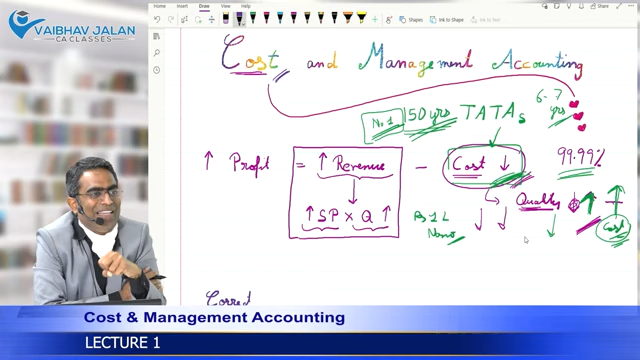 VAIBHAV JALAN
CA CLASSES
File Home Insert Draw View Help
Shapes Ink to Shape Ink to Text
Cost and Management Accounting
No. 1 150 yrs TATAs 6-7 yrs
↑ Profit = ↑ Revenue - Cost ↓ 99.99%
↑ SP × Q ↑
Quality ↓ ↑ Cost ↑
Rs 1 L
Nano ↓ ↓ ↓
Correct
Cost & Management Accounting
LECTURE 1